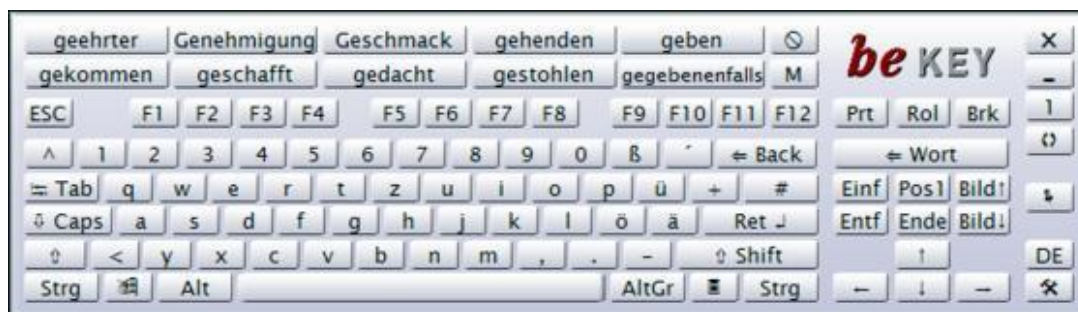 geehrter Genehmigung Geschmack gehenden geben be KEY X
gekommen geschafft gedacht gestohlen gegebenenfalls M _
ESC F1 F2 F3 F4 F5 F6 F7 F8 F9 F10 F11 F12 Prt Rol Brk 1
^ 1 2 3 4 5 6 7 8 9 0 ß ´ ⇐ Back ⇐ Wort ()
⇆ Tab q w e r t z u i o p ü + # Einf Pos1 Bild↑
⇩ Caps a s d f g h j k l ö ä Ret ↲ Entf Ende Bild↓
⇧ < y x c v b n m , . - ⇧ Shift ↑ DE
Strg Alt AltGr Strg ← ↓ →